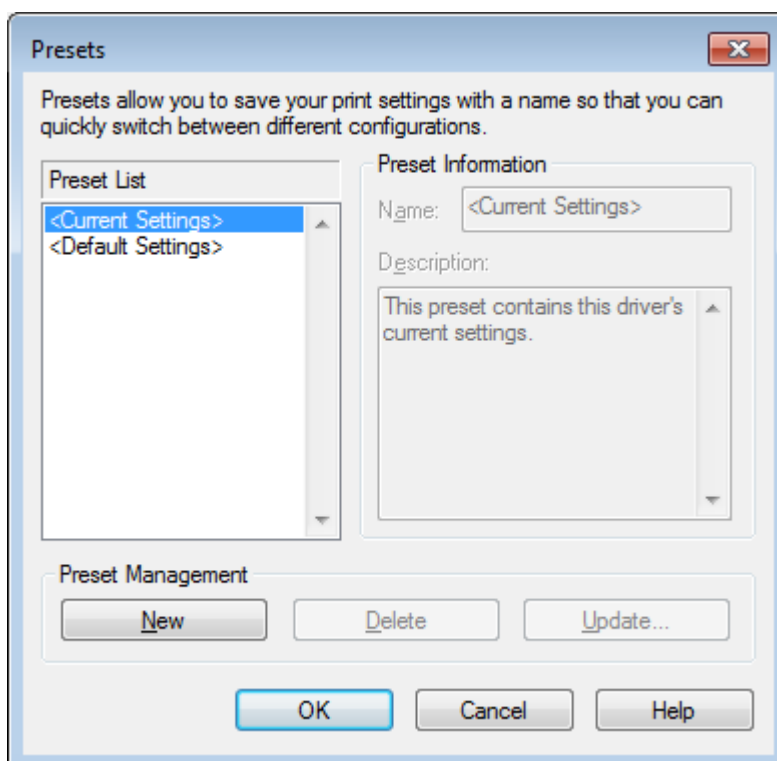 Presets
Presets allow you to save your print settings with a name so that you can
quickly switch between different configurations.
Preset List
<Current Settings>
<Default Settings>
Preset Information
Name: <Current Settings>
Description:
This preset contains this driver's
current settings.
Preset Management
New Delete Update...
OK Cancel Help